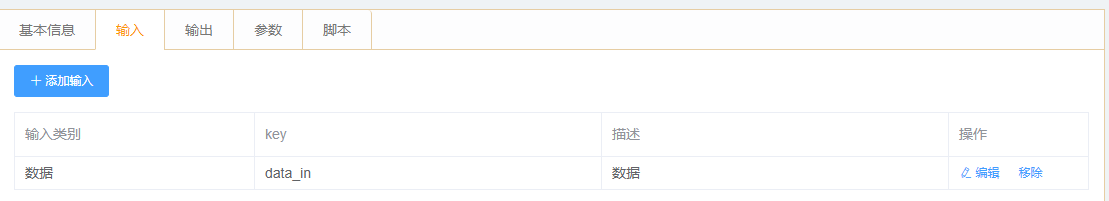 基本信息 输入 输出 参数 脚本
添加输入
输入类别 key 描述 操作
数据 data_in 数据 编辑 移除